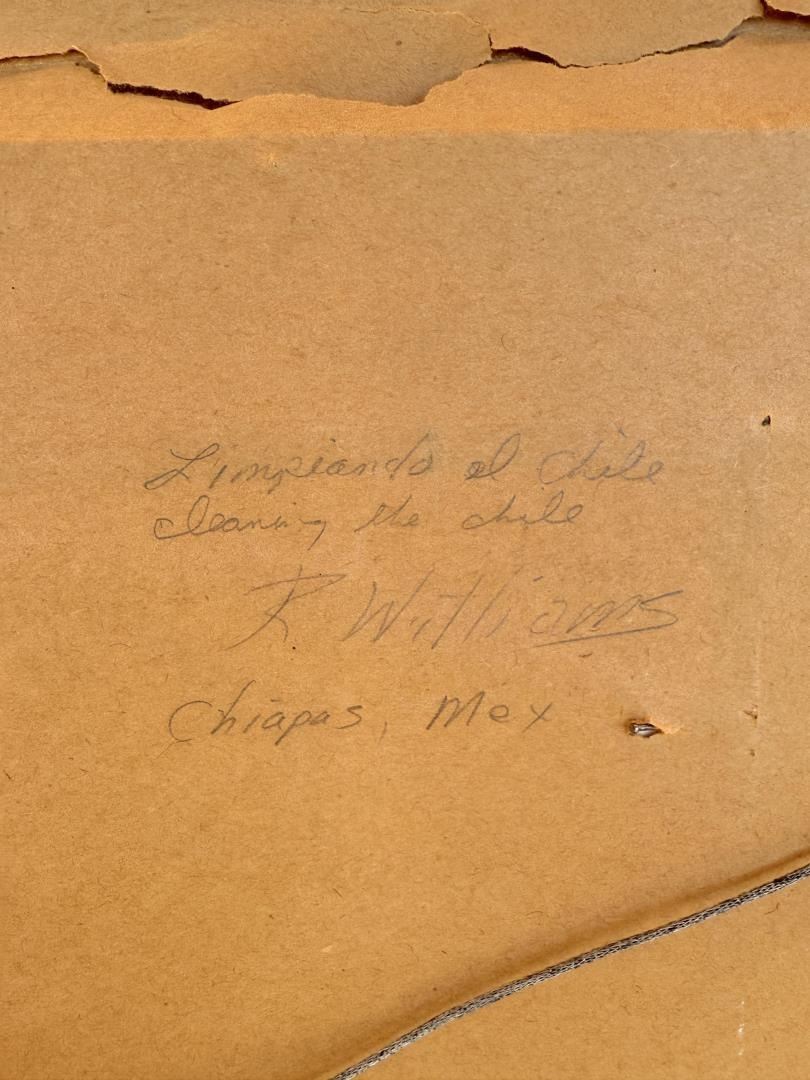 Limpiando el chile
cleaning the chile
R Williams
Chiapas, Mex